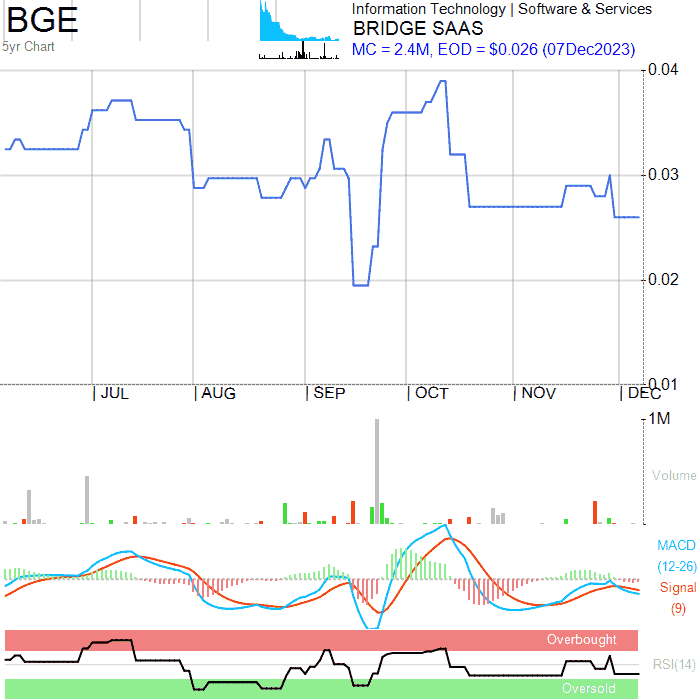 BGE
5yr Chart
Information Technology | Software & Services
BRIDGE SAAS
MC = 2.4M, EOD = $0.026 (07Dec2023)
0.04
0.03
0.02
0.01
| JUL
| AUG
| SEP
| OCT
| NOV
| DEC
1M
Volume
MACD
(12-26)
Signal
(9)
Overbought
RSI(14)
Oversold